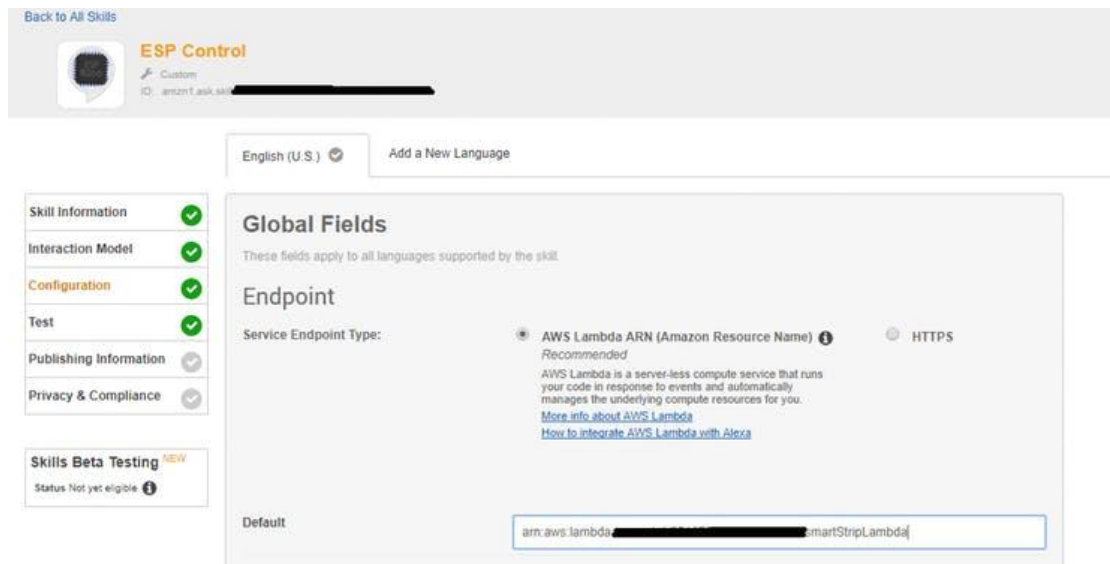 Back to All Skills
ESP Control
Custom
ID: amzn1.ask.skill
English (U.S.)
Add a New Language
Skill Information
Interaction Model
Configuration
Test
Publishing Information
Privacy & Compliance
Skills Beta Testing NEW
Status Not yet eligible
Global Fields
These fields apply to all languages supported by the skill.
Endpoint
Service Endpoint Type:
AWS Lambda ARN (Amazon Resource Name)
HTTPS
Recommended
AWS Lambda is a server-less compute service that runs
your code in response to events and automatically
manages the underlying compute resources for you.
More info about AWS Lambda
How to integrate AWS Lambda with Alexa
Default
arn:aws:lambda smartStripLambda